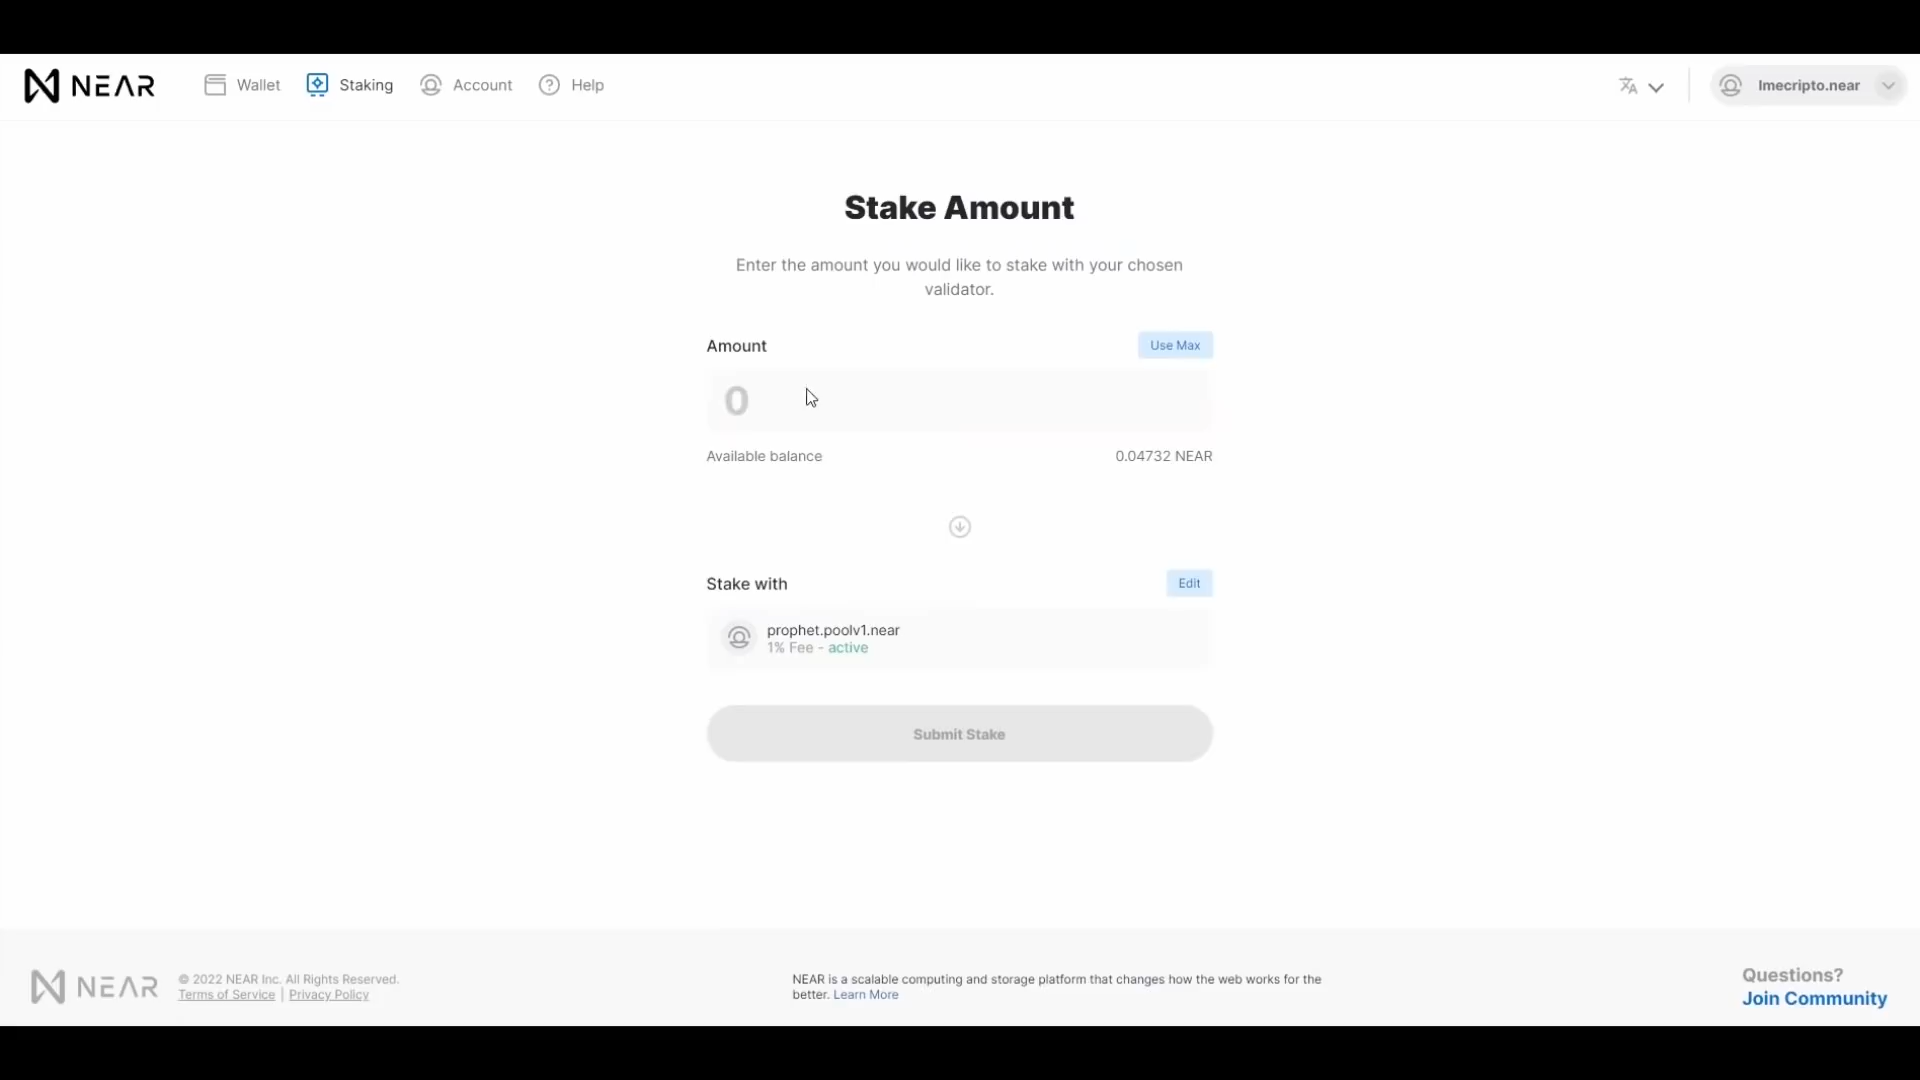 NEAR
Wallet
Staking
Account
Help
lmecripto.near
Stake Amount
Enter the amount you would like to stake with your chosen
validator.
Amount
Use Max
0
Available balance
0.04732 NEAR
Stake with
Edit
prophet.poolv1.near
1% Fee - active
Submit Stake
NEAR
© 2022 NEAR Inc. All Rights Reserved.
Terms of Service | Privacy Policy
NEAR is a scalable computing and storage platform that changes how the web works for the
better. Learn More
Questions?
Join Community